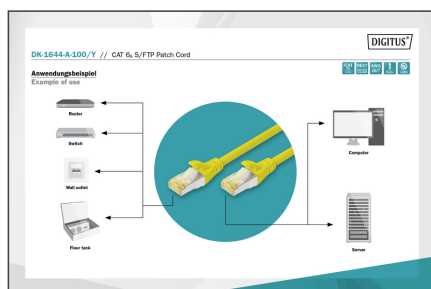 DIGITUS®
DK-1644-A-100/Y // CAT 6A S/FTP Patch Cord
Anwendungsbeispiel
Example of use
Router
Switch
Wall outlet
Floor tank
Computer
Server